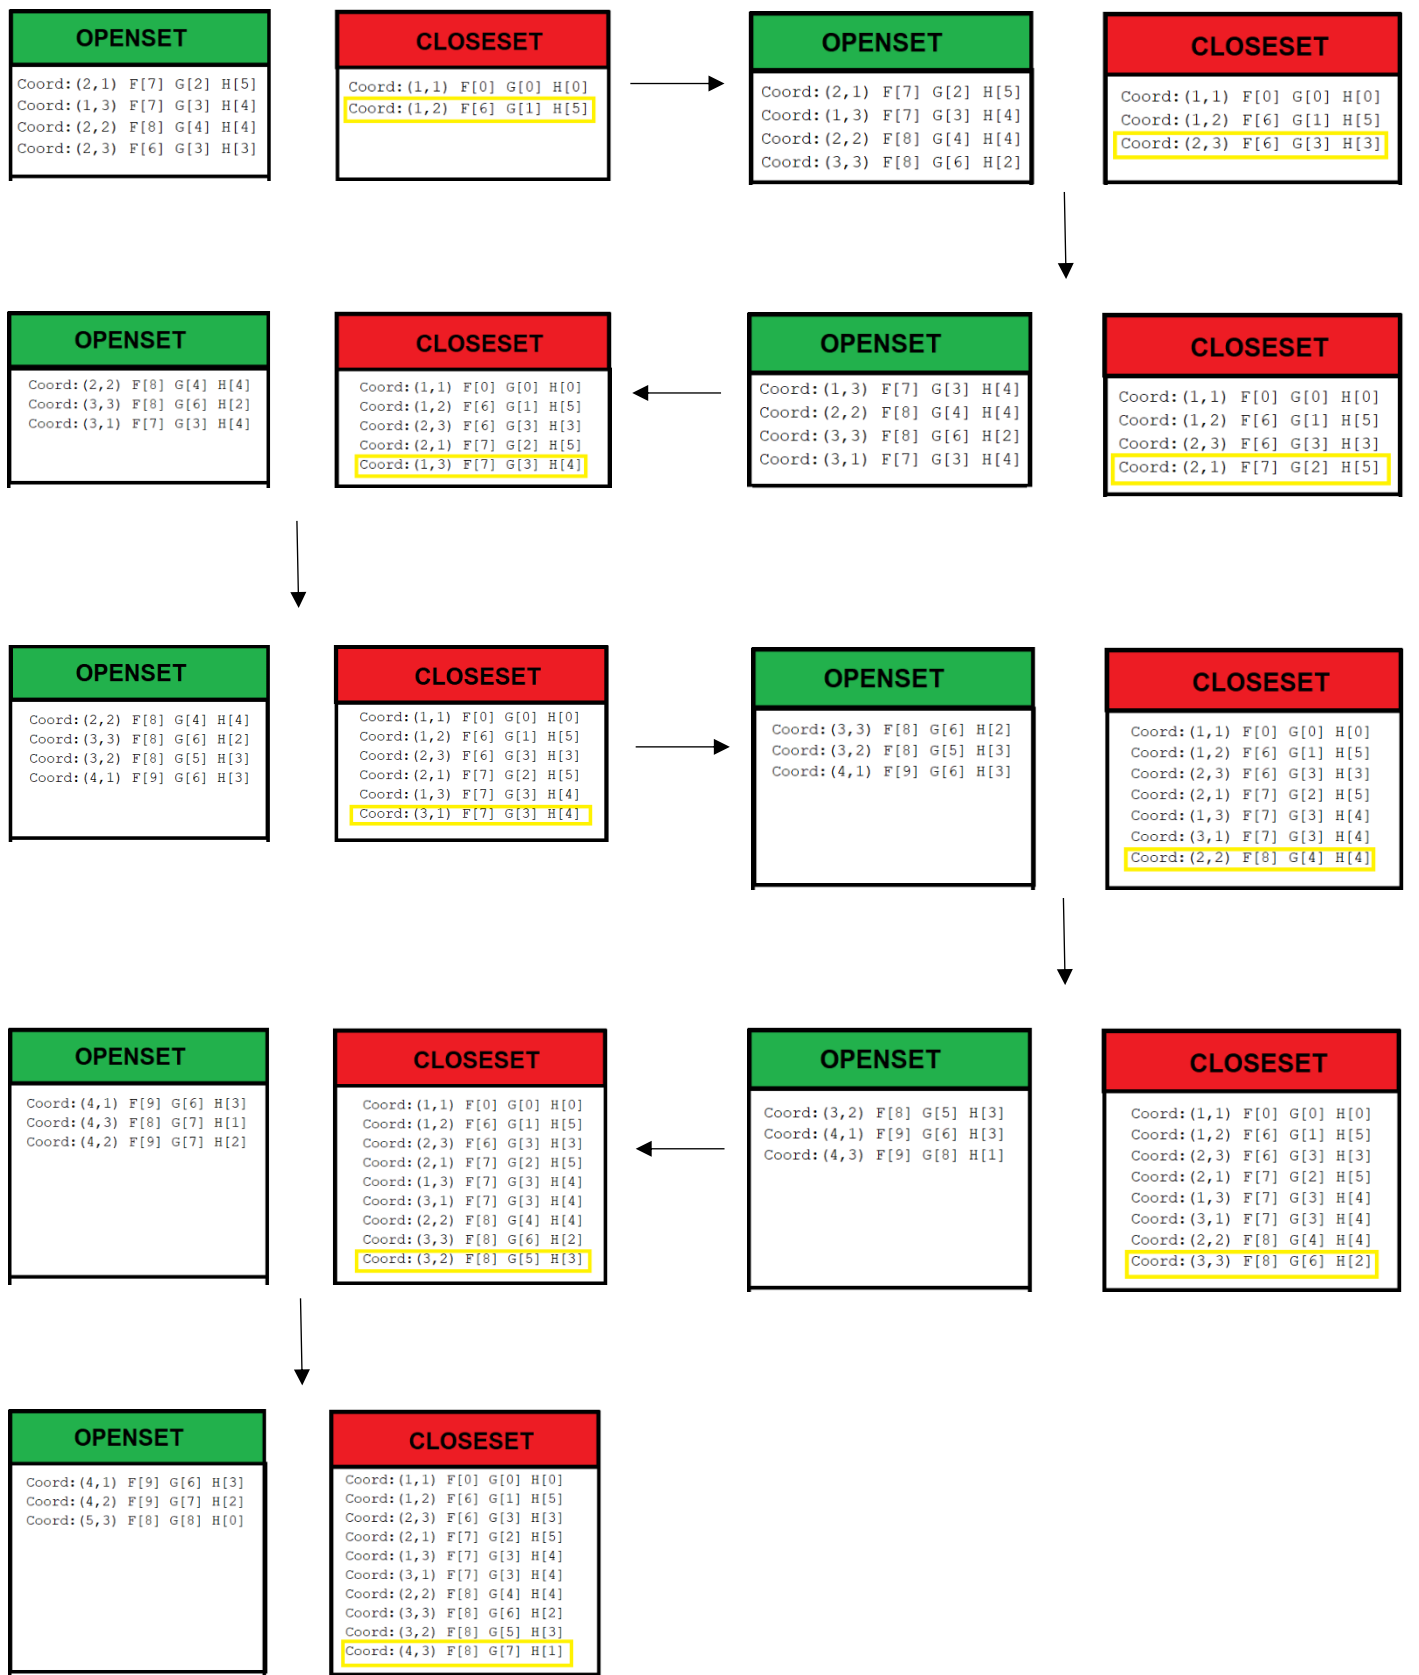 OPENSET
Coord:(2,1) F[7] G[2] H[5]
Coord:(1,3) F[7] G[3] H[4]
Coord:(2,2) F[8] G[4] H[4]
Coord:(2,3) F[6] G[3] H[3]
CLOSESET
Coord:(1,1) F[0] G[0] H[0]
Coord:(1,2) F[6] G[1] H[5]
OPENSET
Coord:(2,1) F[7] G[2] H[5]
Coord:(1,3) F[7] G[3] H[4]
Coord:(2,2) F[8] G[4] H[4]
Coord:(3,3) F[8] G[6] H[2]
CLOSESET
Coord:(1,1) F[0] G[0] H[0]
Coord:(1,2) F[6] G[1] H[5]
Coord:(2,3) F[6] G[3] H[3]
OPENSET
Coord:(2,2) F[8] G[4] H[4]
Coord:(3,3) F[8] G[6] H[2]
Coord:(3,1) F[7] G[3] H[4]
CLOSESET
Coord:(1,1) F[0] G[0] H[0]
Coord:(1,2) F[6] G[1] H[5]
Coord:(2,3) F[6] G[3] H[3]
Coord:(2,1) F[7] G[2] H[5]
Coord:(1,3) F[7] G[3] H[4]
OPENSET
Coord:(1,3) F[7] G[3] H[4]
Coord:(2,2) F[8] G[4] H[4]
Coord:(3,3) F[8] G[6] H[2]
Coord:(3,1) F[7] G[3] H[4]
CLOSESET
Coord:(1,1) F[0] G[0] H[0]
Coord:(1,2) F[6] G[1] H[5]
Coord:(2,3) F[6] G[3] H[3]
Coord:(2,1) F[7] G[2] H[5]
OPENSET
Coord:(2,2) F[8] G[4] H[4]
Coord:(3,3) F[8] G[6] H[2]
Coord:(3,2) F[8] G[5] H[3]
Coord:(4,1) F[9] G[6] H[3]
CLOSESET
Coord:(1,1) F[0] G[0] H[0]
Coord:(1,2) F[6] G[1] H[5]
Coord:(2,3) F[6] G[3] H[3]
Coord:(2,1) F[7] G[2] H[5]
Coord:(1,3) F[7] G[3] H[4]
Coord:(3,1) F[7] G[3] H[4]
OPENSET
Coord:(3,3) F[8] G[6] H[2]
Coord:(3,2) F[8] G[5] H[3]
Coord:(4,1) F[9] G[6] H[3]
CLOSESET
Coord:(1,1) F[0] G[0] H[0]
Coord:(1,2) F[6] G[1] H[5]
Coord:(2,3) F[6] G[3] H[3]
Coord:(2,1) F[7] G[2] H[5]
Coord:(1,3) F[7] G[3] H[4]
Coord:(3,1) F[7] G[3] H[4]
Coord:(2,2) F[8] G[4] H[4]
OPENSET
Coord:(4,1) F[9] G[6] H[3]
Coord:(4,3) F[8] G[7] H[1]
Coord:(4,2) F[9] G[7] H[2]
CLOSESET
Coord:(1,1) F[0] G[0] H[0]
Coord:(1,2) F[6] G[1] H[5]
Coord:(2,3) F[6] G[3] H[3]
Coord:(2,1) F[7] G[2] H[5]
Coord:(1,3) F[7] G[3] H[4]
Coord:(3,1) F[7] G[3] H[4]
Coord:(2,2) F[8] G[4] H[4]
Coord:(3,3) F[8] G[6] H[2]
Coord:(3,2) F[8] G[5] H[3]
OPENSET
Coord:(3,2) F[8] G[5] H[3]
Coord:(4,1) F[9] G[6] H[3]
Coord:(4,3) F[9] G[8] H[1]
CLOSESET
Coord:(1,1) F[0] G[0] H[0]
Coord:(1,2) F[6] G[1] H[5]
Coord:(2,3) F[6] G[3] H[3]
Coord:(2,1) F[7] G[2] H[5]
Coord:(1,3) F[7] G[3] H[4]
Coord:(3,1) F[7] G[3] H[4]
Coord:(2,2) F[8] G[4] H[4]
Coord:(3,3) F[8] G[6] H[2]
OPENSET
Coord:(4,1) F[9] G[6] H[3]
Coord:(4,2) F[9] G[7] H[2]
Coord:(5,3) F[8] G[8] H[0]
CLOSESET
Coord:(1,1) F[0] G[0] H[0]
Coord:(1,2) F[6] G[1] H[5]
Coord:(2,3) F[6] G[3] H[3]
Coord:(2,1) F[7] G[2] H[5]
Coord:(1,3) F[7] G[3] H[4]
Coord:(3,1) F[7] G[3] H[4]
Coord:(2,2) F[8] G[4] H[4]
Coord:(3,3) F[8] G[6] H[2]
Coord:(3,2) F[8] G[5] H[3]
Coord:(4,3) F[8] G[7] H[1]